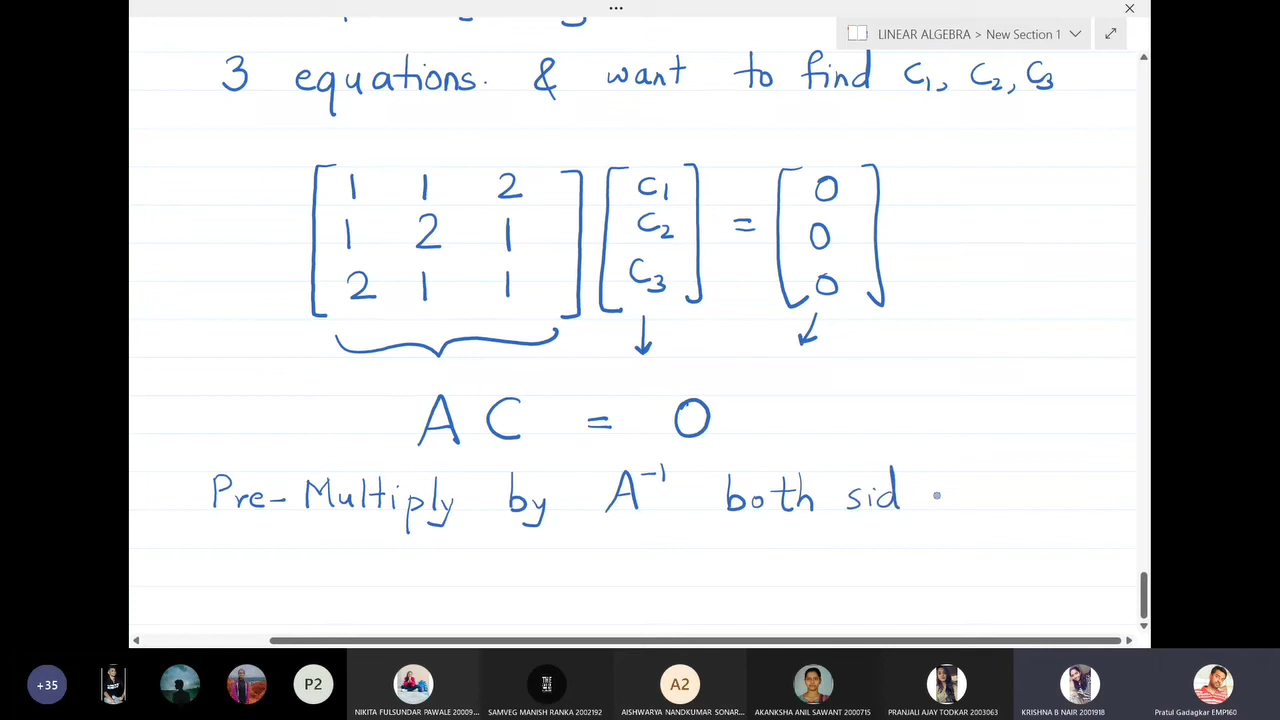 LINEAR ALGEBRA > New Section 1
3 equations. & want to find C1, C2, C3
[1 1 2] [C1] = [0]
[1 2 1] [C2] [0]
[2 1 1] [C3] [0]
A C = 0
Pre-Multiply by A^-1 both sid
+35 P2 A2
NIKITA FULSUNDAR PAWALE 20009... SAMVEG MANISH RANKA 2002192 AISHWARYA NANDKUMAR SONAR... AKANKSHA ANIL SAWANT 2000715 PRANJALI AJAY TODKAR 2003063 KRISHNA B NAIR 2001918 Pratul Gadagkar EMP160